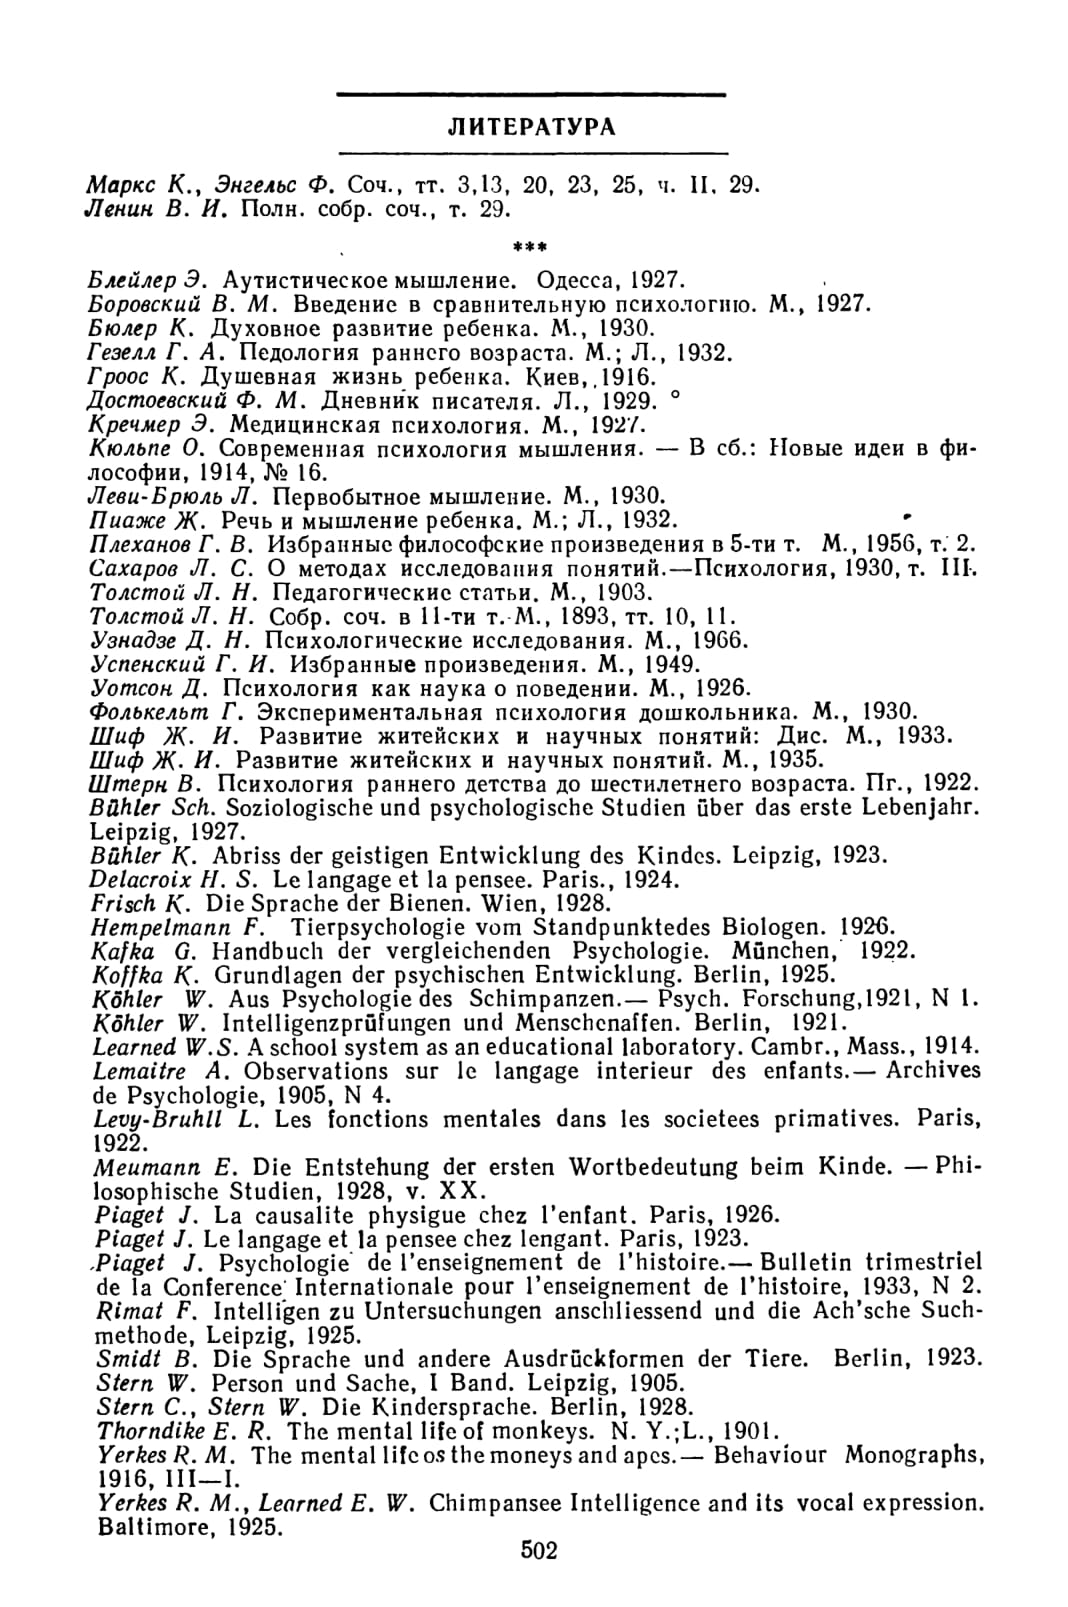 ЛИТЕРАТУРА
Маркс К., Энгельс Ф. Соч., тт. 3,13, 20, 23, 25, ч. II, 29.
Ленин В. И. Полн. собр. соч., т. 29.
***
Блейлер Э. Аутистическое мышление. Одесса, 1927.
Боровский В. М. Введение в сравнительную психологию. М., 1927.
Бюлер К. Духовное развитие ребенка. М., 1930.
Гезелл Г. А. Педология раннего возраста. М.; Л., 1932.
Гроос К. Душевная жизнь ребенка. Киев, 1916.
Достоевский Ф. М. Дневник писателя. Л., 1929.
Кречмер Э. Медицинская психология. М., 1927.
Кюльпе О. Современная психология мышления. — В сб.: Новые идеи в фи-
лософии, 1914, № 16.
Леви-Брюль Л. Первобытное мышление. М., 1930.
Пиаже Ж. Речь и мышление ребенка. М.; Л., 1932.
Плеханов Г. В. Избранные философские произведения в 5-ти т. М., 1956, т. 2.
Сахаров Л. С. О методах исследования понятий.—Психология, 1930, т. III.
Толстой Л. Н. Педагогические статьи. М., 1903.
Толстой Л. Н. Собр. соч. в 11-ти т. М., 1893, тт. 10, 11.
Узнадзе Д. Н. Психологические исследования. М., 1966.
Успенский Г. И. Избранные произведения. М., 1949.
Уотсон Д. Психология как наука о поведении. М., 1926.
Фолькельт Г. Экспериментальная психология дошкольника. М., 1930.
Шиф Ж. И. Развитие житейских и научных понятий: Дис. М., 1933.
Шиф Ж. И. Развитие житейских и научных понятий. М., 1935.
Штерн В. Психология раннего детства до шестилетнего возраста. Пг., 1922.
Bühler Sch. Soziologische und psychologische Studien über das erste Lebenjahr.
Leipzig, 1927.
Bühler K. Abriss der geistigen Entwicklung des Kindes. Leipzig, 1923.
Delacroix H. S. Le langage et la pensee. Paris., 1924.
Frisch K. Die Sprache der Bienen. Wien, 1928.
Hempelmann F. Tierpsychologie vom Standpunktedes Biologen. 1926.
Kafka G. Handbuch der vergleichenden Psychologie. München, 1922.
Koffka K. Grundlagen der psychischen Entwicklung. Berlin, 1925.
Köhler W. Aus Psychologie des Schimpanzen.— Psych. Forschung,1921, N 1.
Köhler W. Intelligenzprüfungen und Menschenaffen. Berlin, 1921.
Learned W.S. A school system as an educational laboratory. Cambr., Mass., 1914.
Lemaitre A. Observations sur le langage interieur des enfants.— Archives
de Psychologie, 1905, N 4.
Levy-Bruhll L. Les fonctions mentales dans les societees primatives. Paris,
1922.
Meumann E. Die Entstehung der ersten Wortbedeutung beim Kinde. — Phi-
losophische Studien, 1928, v. XX.
Piaget J. La causalite physigue chez l'enfant. Paris, 1926.
Piaget J. Le langage et la pensee chez lengant. Paris, 1923.
Piaget J. Psychologie de l'enseignement de l'histoire.— Bulletin trimestriel
de la Conference Internationale pour l'enseignement de l'histoire, 1933, N 2.
Rimat F. Intelligen zu Untersuchungen anschliessend und die Ach'sche Such-
methode, Leipzig, 1925.
Smidt B. Die Sprache und andere Ausdrückformen der Tiere. Berlin, 1923.
Stern W. Person und Sache, I Band. Leipzig, 1905.
Stern C., Stern W. Die Kindersprache. Berlin, 1928.
Thorndike E. R. The mental life of monkeys. N. Y.;L., 1901.
Yerkes R. M. The mental life os the moneys and apes.— Behaviour Monographs,
1916, III—I.
Yerkes R. M., Learned E. W. Chimpansee Intelligence and its vocal expression.
Baltimore, 1925.
502